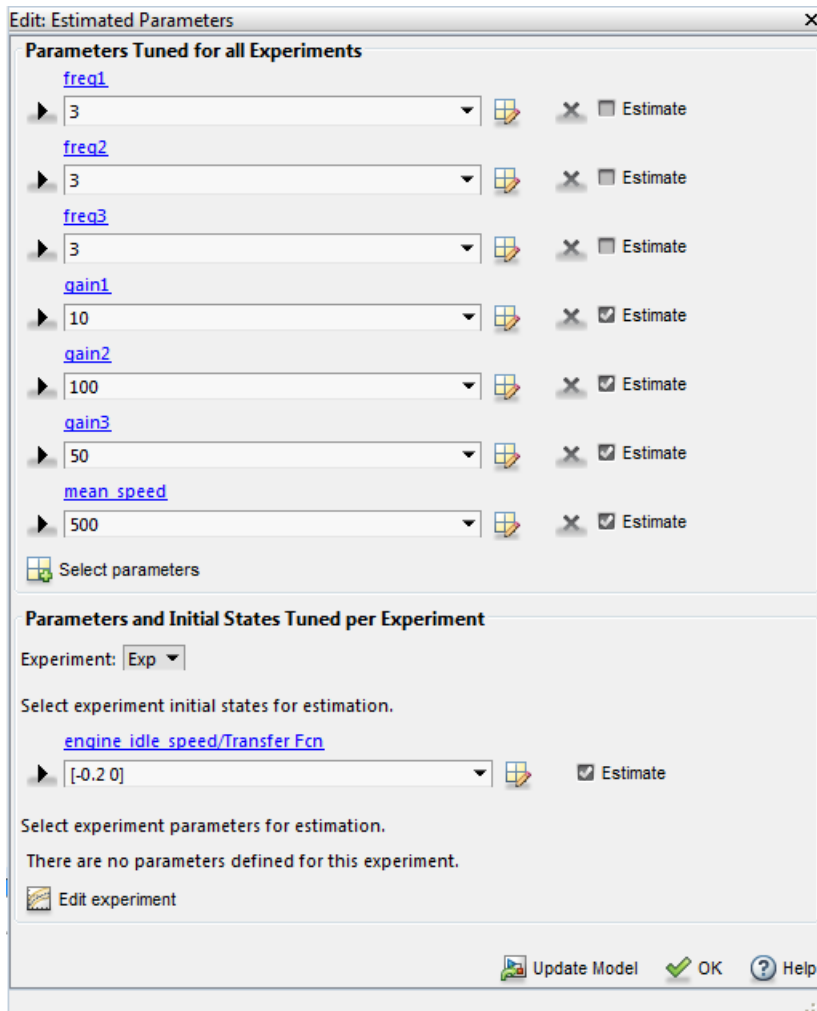 Edit: Estimated Parameters
Parameters Tuned for all Experiments
freq1
3 Estimate
freq2
3 Estimate
freq3
3 Estimate
gain1
10 Estimate
gain2
100 Estimate
gain3
50 Estimate
mean_speed
500 Estimate
Select parameters
Parameters and Initial States Tuned per Experiment
Experiment: Exp
Select experiment initial states for estimation.
engine_idle_speed/Transfer Fcn
[-0.2 0] Estimate
Select experiment parameters for estimation.
There are no parameters defined for this experiment.
Edit experiment
Update Model OK Help